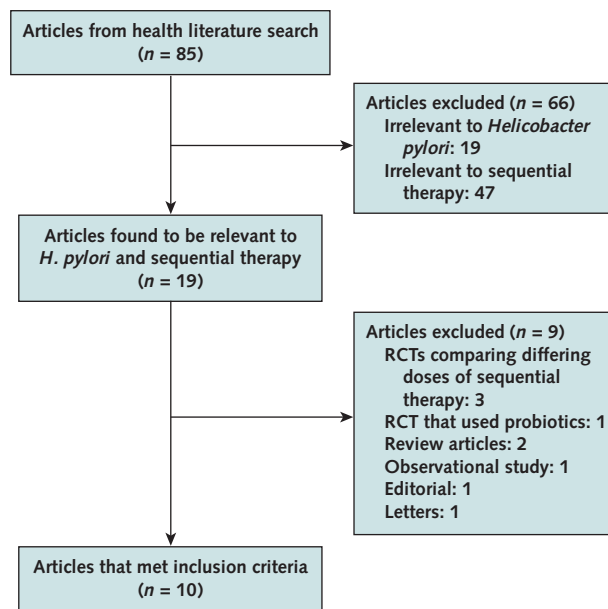 Articles from health literature search
(n = 85)
Articles excluded (n = 66)
Irrelevant to Helicobacter
pylori: 19
Irrelevant to sequential
therapy: 47
Articles found to be relevant to
H. pylori and sequential therapy
(n = 19)
Articles excluded (n = 9)
RCTs comparing differing
doses of sequential
therapy: 3
RCT that used probiotics: 1
Review articles: 2
Observational study: 1
Editorial: 1
Letters: 1
Articles that met inclusion criteria
(n = 10)